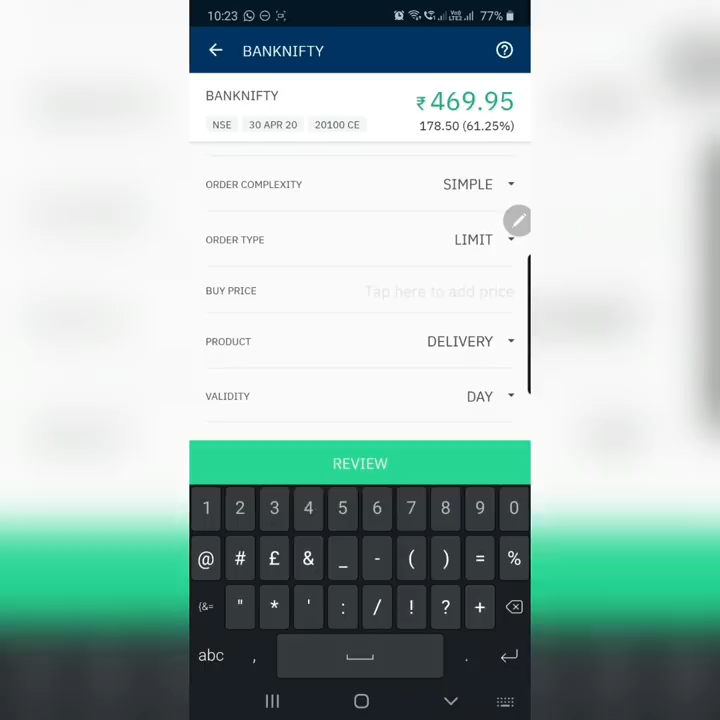 10:23 77%
BANKNIFTY
BANKNIFTY ₹ 469.95
NSE 30 APR 20 20100 CE 178.50 (61.25%)
ORDER COMPLEXITY SIMPLE
ORDER TYPE LIMIT
BUY PRICE Tap here to add price
PRODUCT DELIVERY
VALIDITY DAY
REVIEW
1 2 3 4 5 6 7 8 9 0
@ # £ & _ - ( ) = %
{&= " * ' : / ! ? +
abc , .